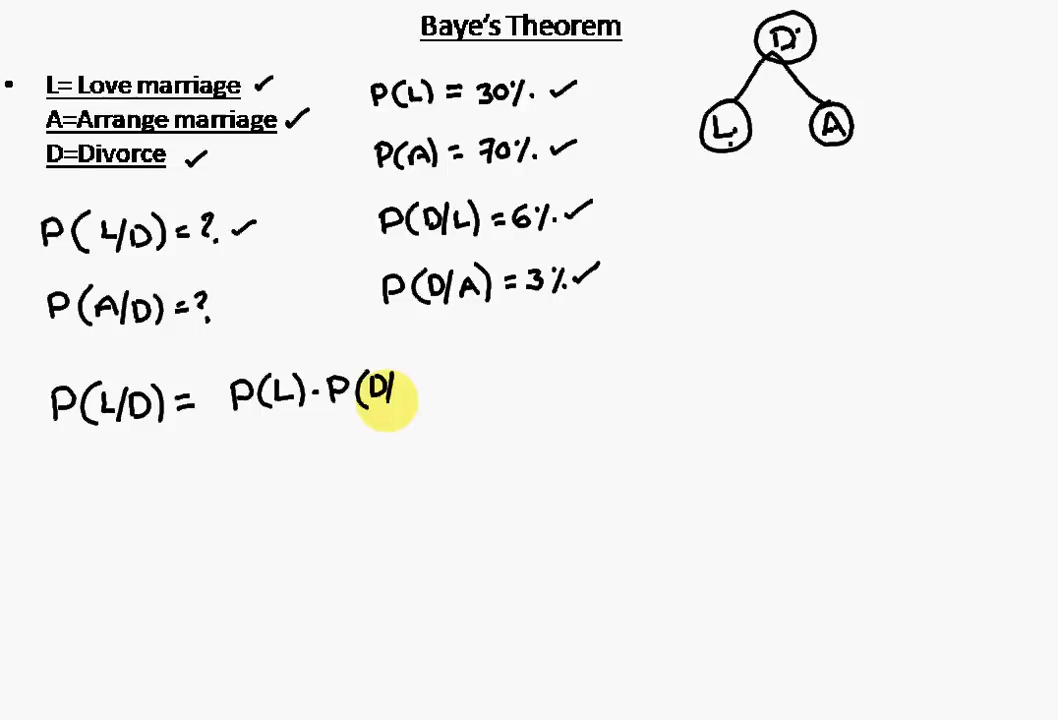 Baye's Theorem
• L= Love marriage ✓
A=Arrange marriage ✓
D=Divorce ✓
P(L/D)=? ✓
P(A/D)=?
P(L) = 30%. ✓
P(A) = 70%. ✓
P(D/L) = 6%. ✓
P(D/A) = 3% ✓
D
L A
P(L/D) = P(L)·P(D/